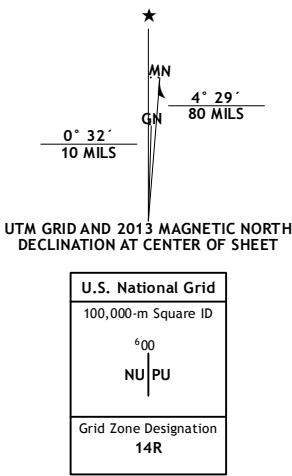 ★
MN
4° 29´
80 MILS
GN
0° 32´
10 MILS
UTM GRID AND 2013 MAGNETIC NORTH
DECLINATION AT CENTER OF SHEET
U.S. National Grid
100,000-m Square ID
⁶00
NU PU
Grid Zone Designation
14R